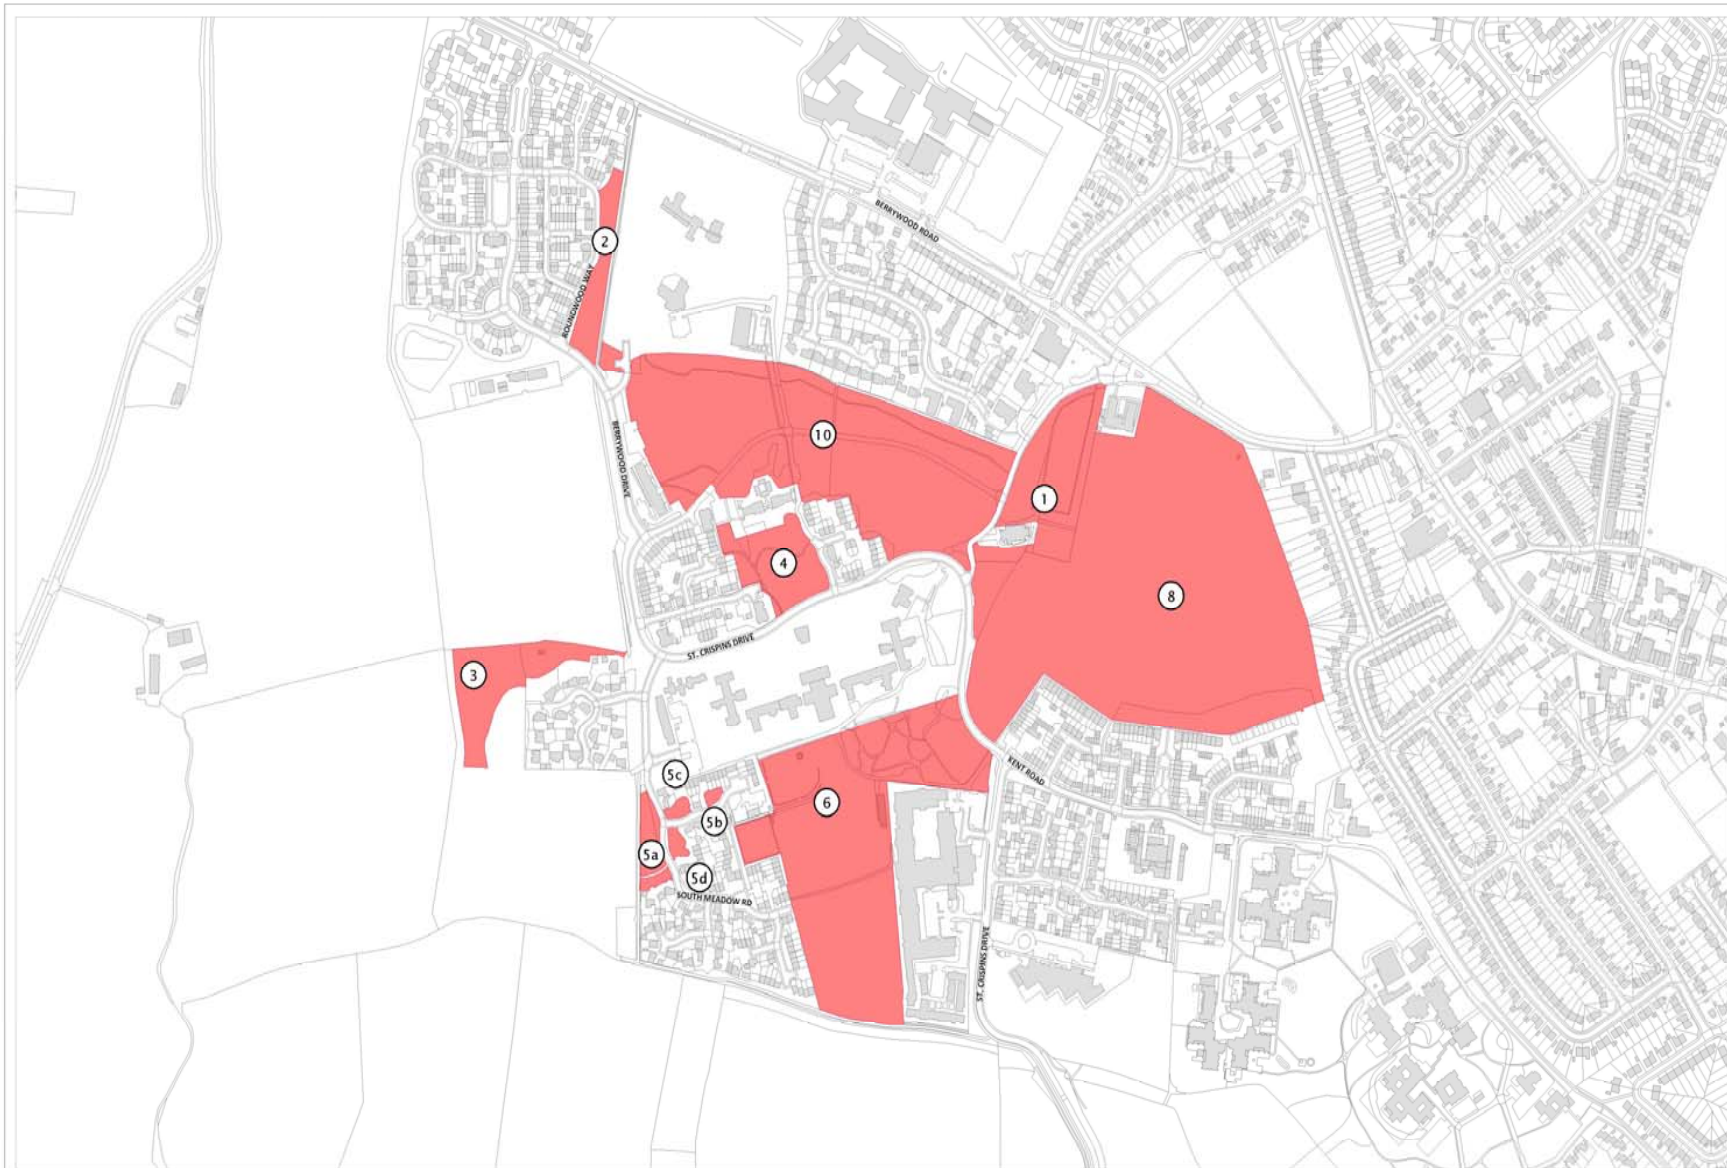 BERRYWOOD ROAD
2
ROUNDWOOD WAY
10
BERRYWOOD DRIVE
1
4
8
ST. CRISPINS DRIVE
3
KENT ROAD
5c
6
5b
5a
5d
SOUTH MEADOW RD
ST. CRISPINS DRIVE